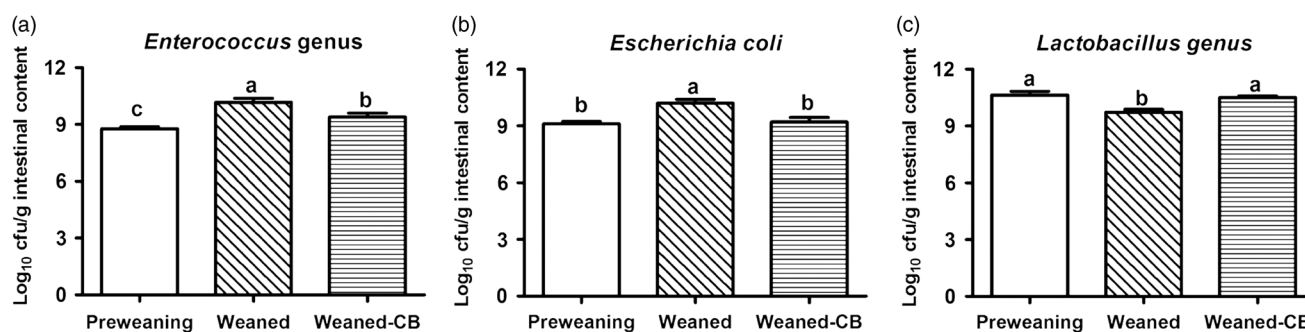 (a)
Enterococcus genus
Log10 cfu/g intestinal content
12
9
6
3
0
c
a
b
Preweaning Weaned Weaned-CB
(b)
Escherichia coli
Log10 cfu/g intestinal content
12
9
6
3
0
b
a
b
Preweaning Weaned Weaned-CB
(c)
Lactobacillus genus
Log10 cfu/g intestinal content
12
9
6
3
0
a
b
a
Preweaning Weaned Weaned-CB